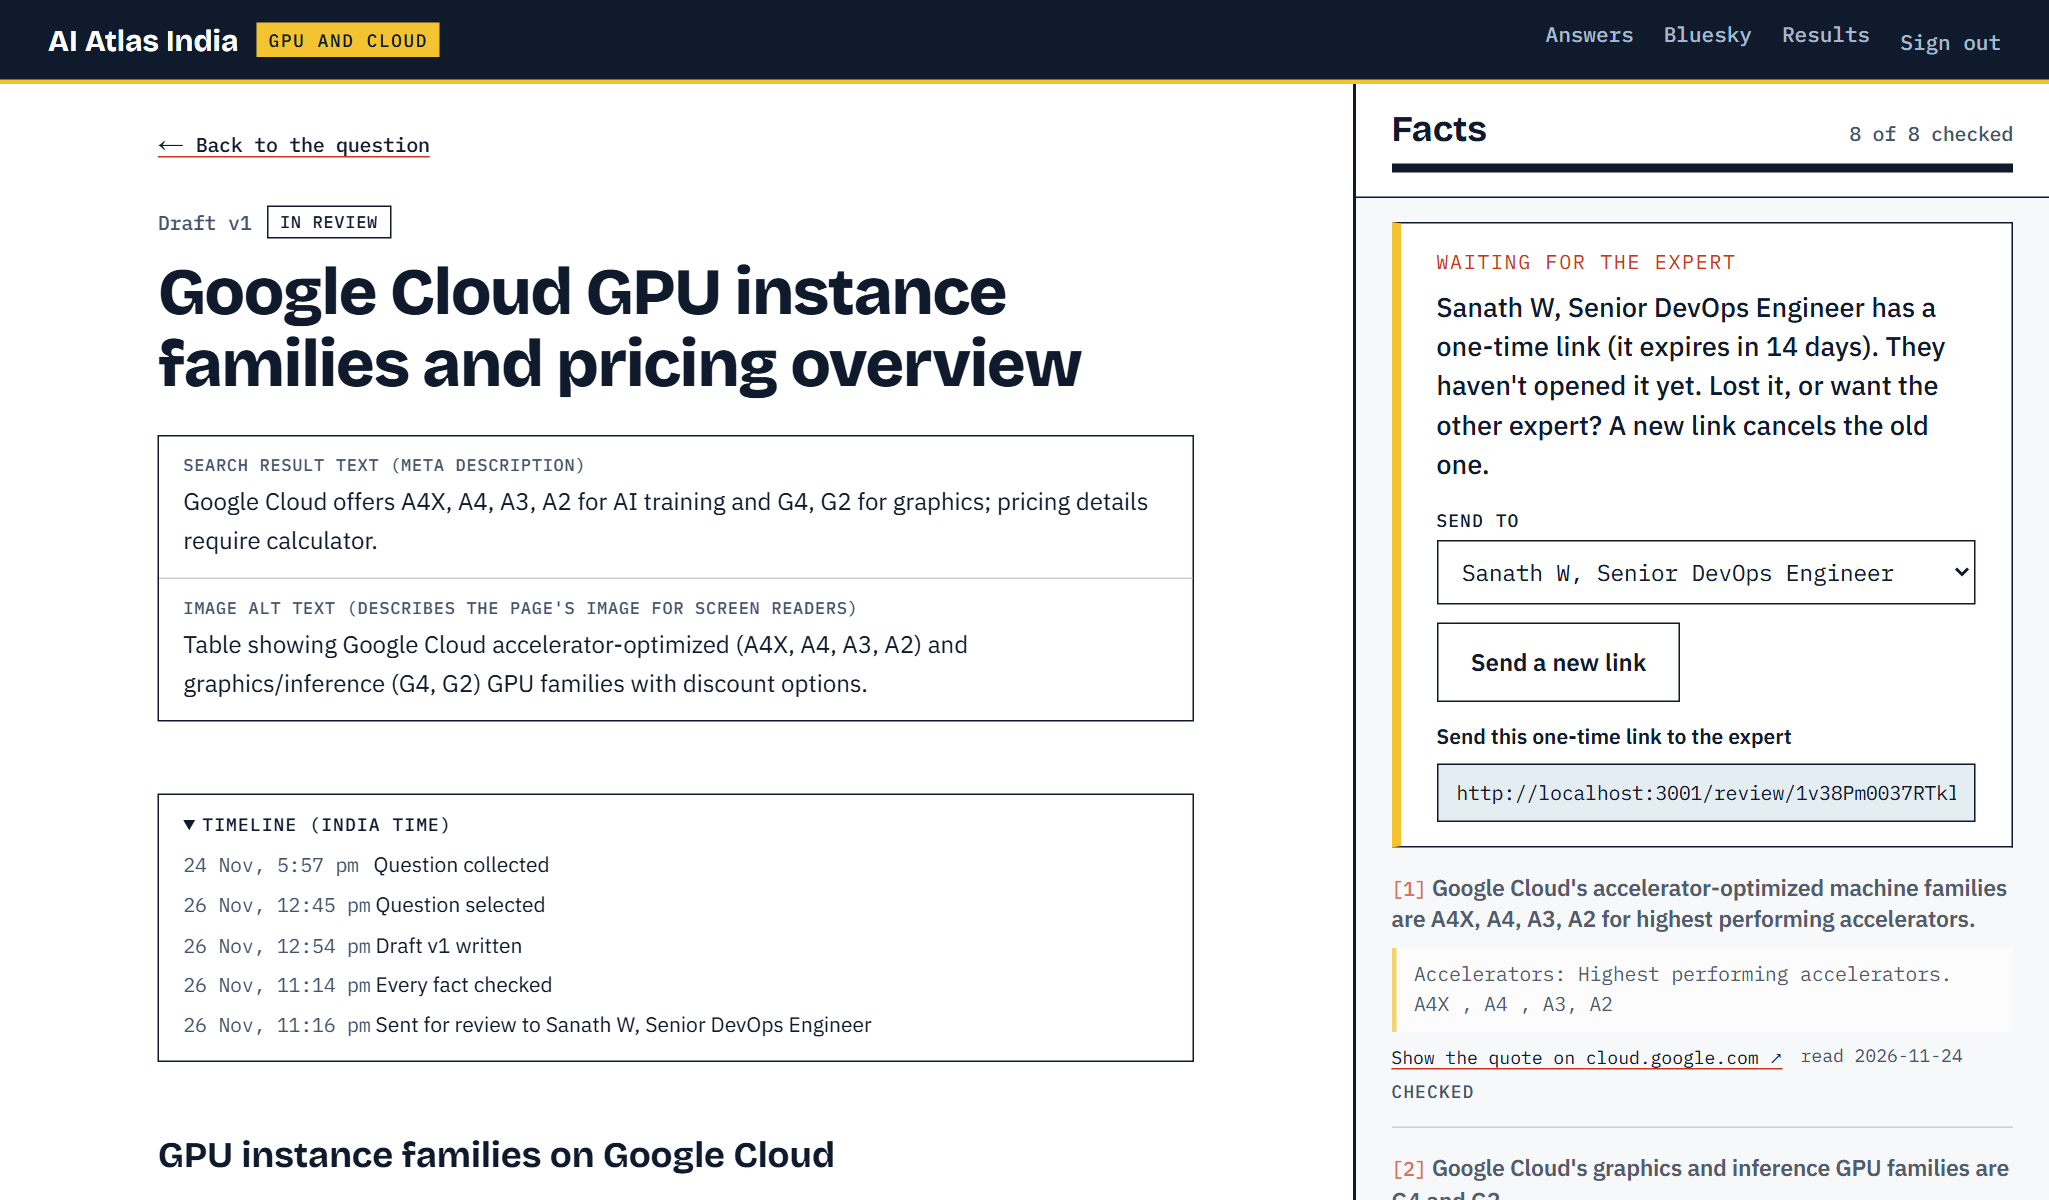 AI Atlas India
GPU AND CLOUD
Answers
Bluesky
Results
Sign out
← Back to the question
Draft v1
IN REVIEW
Google Cloud GPU instance
families and pricing overview
SEARCH RESULT TEXT (META DESCRIPTION)
Google Cloud offers A4X, A4, A3, A2 for AI training and G4, G2 for graphics; pricing details
require calculator.
IMAGE ALT TEXT (DESCRIBES THE PAGE'S IMAGE FOR SCREEN READERS)
Table showing Google Cloud accelerator-optimized (A4X, A4, A3, A2) and
graphics/inference (G4, G2) GPU families with discount options.
▼ TIMELINE (INDIA TIME)
24 Nov, 5:57 pm Question collected
26 Nov, 12:45 pm Question selected
26 Nov, 12:54 pm Draft v1 written
26 Nov, 11:14 pm Every fact checked
26 Nov, 11:16 pm Sent for review to Sanath W, Senior DevOps Engineer
GPU instance families on Google Cloud
Facts
8 of 8 checked
WAITING FOR THE EXPERT
Sanath W, Senior DevOps Engineer has a
one-time link (it expires in 14 days). They
haven't opened it yet. Lost it, or want the
other expert? A new link cancels the old
one.
SEND TO
Sanath W, Senior DevOps Engineer
Send a new link
Send this one-time link to the expert
http://localhost:3001/review/1v38Pm0037RTkl
[1] Google Cloud's accelerator-optimized machine families
are A4X, A4, A3, A2 for highest performing accelerators.
Accelerators: Highest performing accelerators.
A4X , A4 , A3, A2
Show the quote on cloud.google.com ↗ read 2026-11-24
CHECKED
[2] Google Cloud's graphics and inference GPU families are
G4 and G2